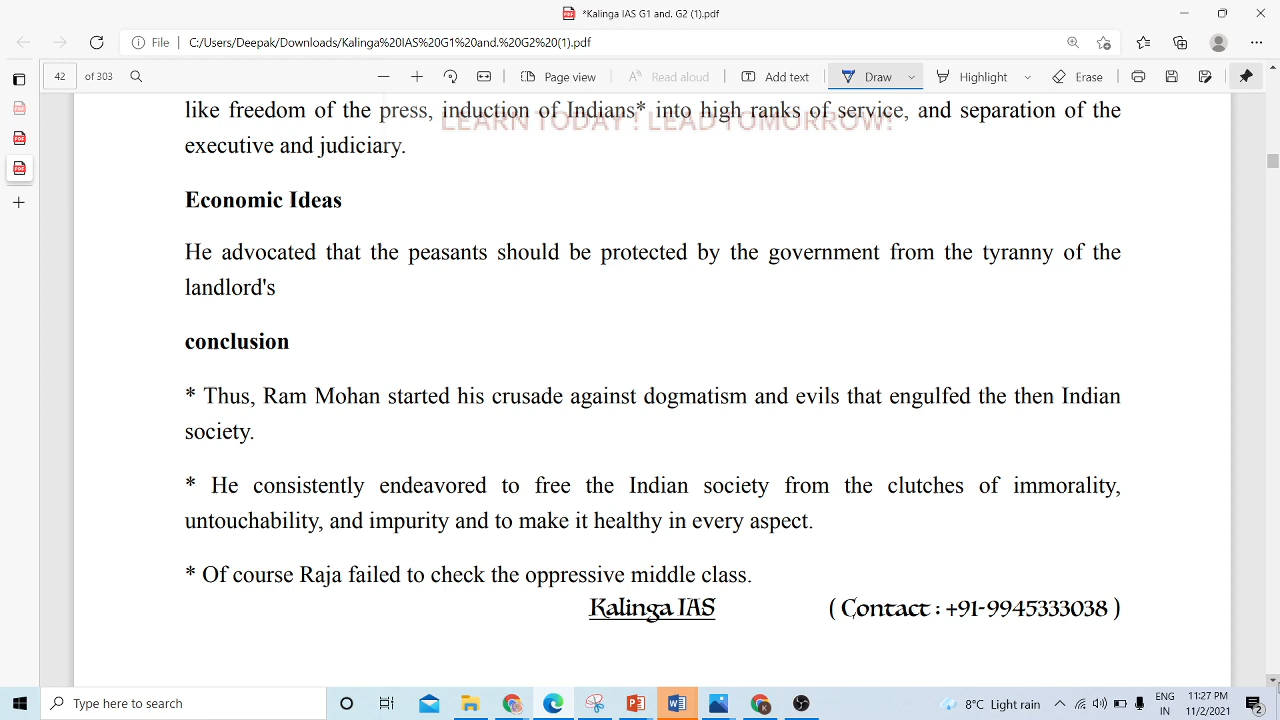 *Kalinga IAS G1 and. G2 (1).pdf
File C:/Users/Deepak/Downloads/Kalinga%20IAS%20G1%20and.%20G2%20(1).pdf
42 of 303 Page view Read aloud Add text Draw Highlight Erase
like freedom of the press, induction of Indians* into high ranks of service, and separation of the
LEARN TODAY ! LEAD TOMORROW!
executive and judiciary.
Economic Ideas
He advocated that the peasants should be protected by the government from the tyranny of the
landlord's
conclusion
* Thus, Ram Mohan started his crusade against dogmatism and evils that engulfed the then Indian
society.
* He consistently endeavored to free the Indian society from the clutches of immorality,
untouchability, and impurity and to make it healthy in every aspect.
* Of course Raja failed to check the oppressive middle class.
Kalinga IAS ( Contact : +91-9945333038 )
Type here to search 8°C Light rain ENG 11:27 PM
IN 11/2/2021 2